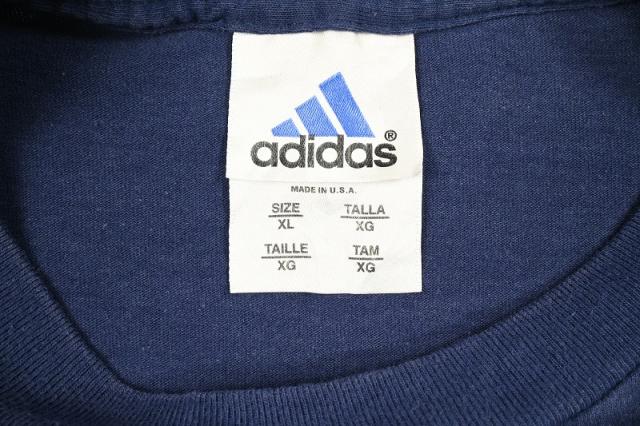 adidas®
MADE IN U.S.A.
SIZE TALLA
XL XG
TAILLE TAM
XG XG